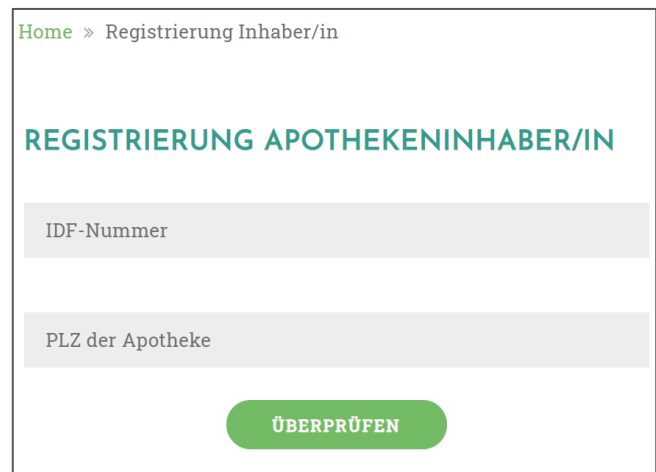 Home » Registrierung Inhaber/in
REGISTRIERUNG APOTHEKENINHABER/IN
IDF-Nummer
PLZ der Apotheke
ÜBERPRÜFEN